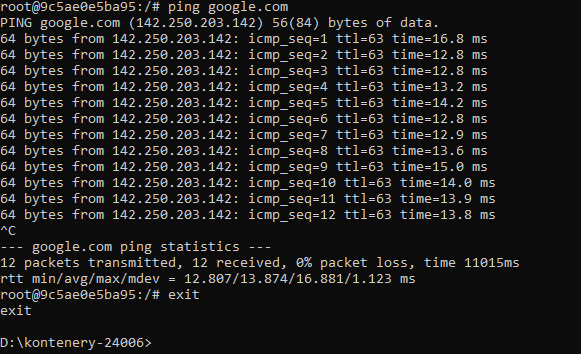 root@9c5ae0e5ba95:/# ping google.com
PING google.com (142.250.203.142) 56(84) bytes of data.
64 bytes from 142.250.203.142: icmp_seq=1 ttl=63 time=16.8 ms
64 bytes from 142.250.203.142: icmp_seq=2 ttl=63 time=12.8 ms
64 bytes from 142.250.203.142: icmp_seq=3 ttl=63 time=12.8 ms
64 bytes from 142.250.203.142: icmp_seq=4 ttl=63 time=13.2 ms
64 bytes from 142.250.203.142: icmp_seq=5 ttl=63 time=14.2 ms
64 bytes from 142.250.203.142: icmp_seq=6 ttl=63 time=12.8 ms
64 bytes from 142.250.203.142: icmp_seq=7 ttl=63 time=12.9 ms
64 bytes from 142.250.203.142: icmp_seq=8 ttl=63 time=13.6 ms
64 bytes from 142.250.203.142: icmp_seq=9 ttl=63 time=15.0 ms
64 bytes from 142.250.203.142: icmp_seq=10 ttl=63 time=14.0 ms
64 bytes from 142.250.203.142: icmp_seq=11 ttl=63 time=13.9 ms
64 bytes from 142.250.203.142: icmp_seq=12 ttl=63 time=13.8 ms
^C
--- google.com ping statistics ---
12 packets transmitted, 12 received, 0% packet loss, time 11015ms
rtt min/avg/max/mdev = 12.807/13.874/16.881/1.123 ms
root@9c5ae0e5ba95:/# exit
exit
D:\kontenery-24006>